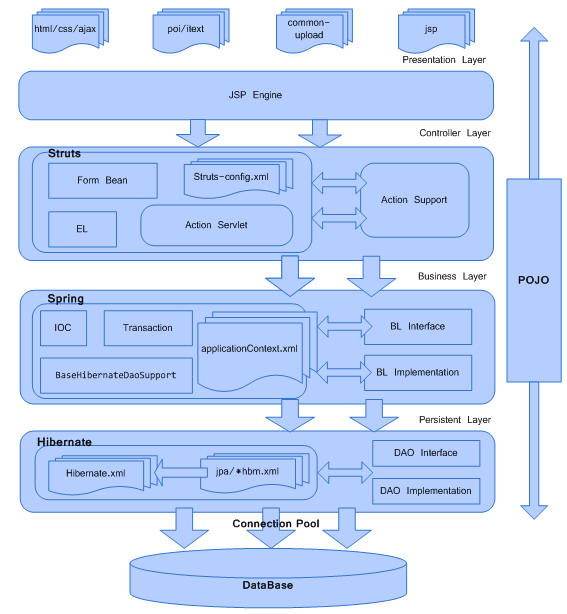 html/css/ajax
poi/itext
common-
upload
jsp
Presentation Layer
JSP Engine
Controller Layer
Struts
Form Bean
Struts-config.xml
Action Support
EL
Action Servlet
Business Layer
POJO
Spring
IOC
Transaction
applicationContext.xml
BL Interface
BaseHibernateDaoSupport
BL Implementation
Persistent Layer
Hibernate
Hibernate.xml
jpa/*hbm.xml
DAO Interface
DAO Implementation
Connection Pool
DataBase